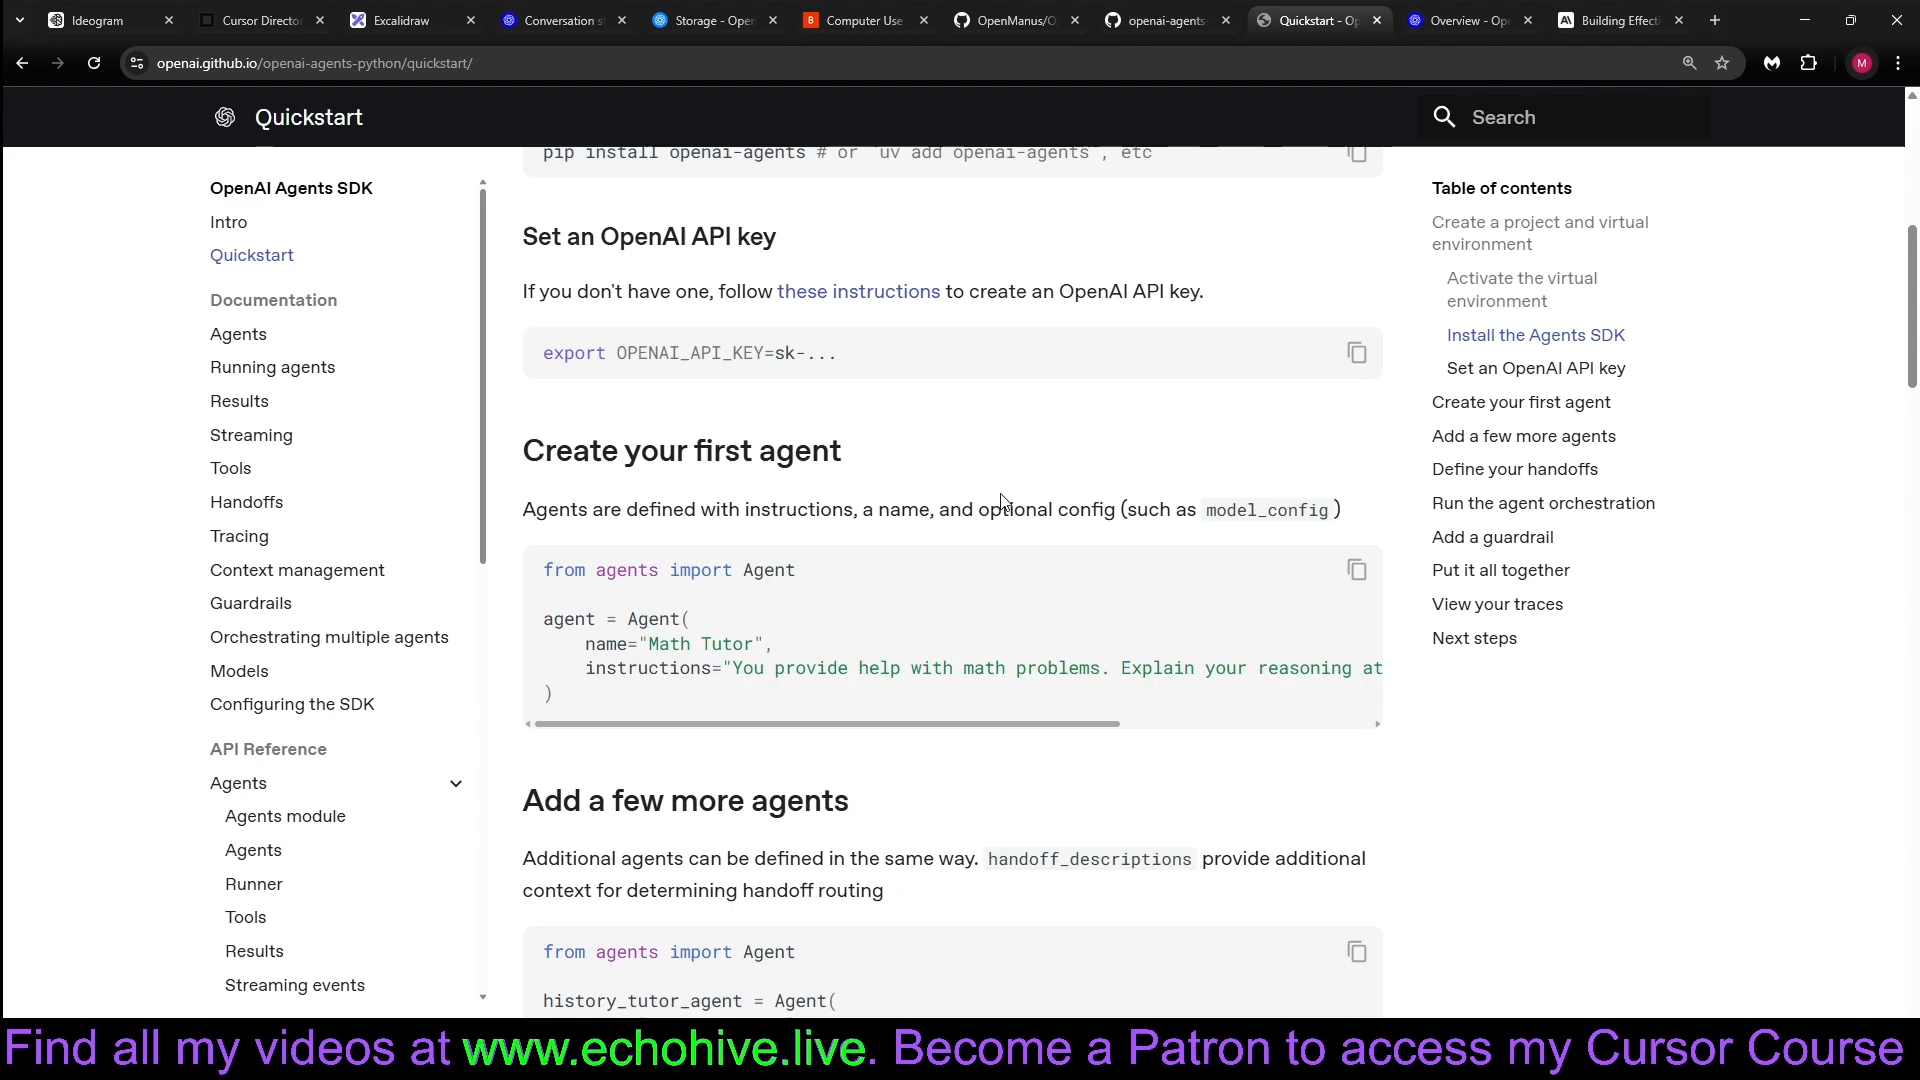 Ideogram
Cursor Directo
Excalidraw
Conversation s
Storage - Open
B
Computer Use
OpenManus/O
openai-agents-
Quickstart - Op
Overview - Ope
Building Effecti
openai.github.io/openai-agents-python/quickstart/
M
Quickstart
Search
OpenAI Agents SDK
Intro
Quickstart
Documentation
Agents
Running agents
Results
Streaming
Tools
Handoffs
Tracing
Context management
Guardrails
Orchestrating multiple agents
Models
Configuring the SDK
API Reference
Agents
Agents module
Agents
Runner
Tools
Results
Streaming events
pip install openai-agents # or `uv add openai-agents`, etc
Set an OpenAI API key
If you don't have one, follow these instructions to create an OpenAI API key.
export OPENAI_API_KEY=sk-...
Create your first agent
Agents are defined with instructions, a name, and optional config (such as model_config )
from agents import Agent
agent = Agent(
name="Math Tutor",
instructions="You provide help with math problems. Explain your reasoning at
)
Add a few more agents
Additional agents can be defined in the same way. handoff_descriptions provide additional
context for determining handoff routing
from agents import Agent
history_tutor_agent = Agent(
Table of contents
Create a project and virtual
environment
Activate the virtual
environment
Install the Agents SDK
Set an OpenAI API key
Create your first agent
Add a few more agents
Define your handoffs
Run the agent orchestration
Add a guardrail
Put it all together
View your traces
Next steps
Find all my videos at www.echohive.live. Become a Patron to access my Cursor Course